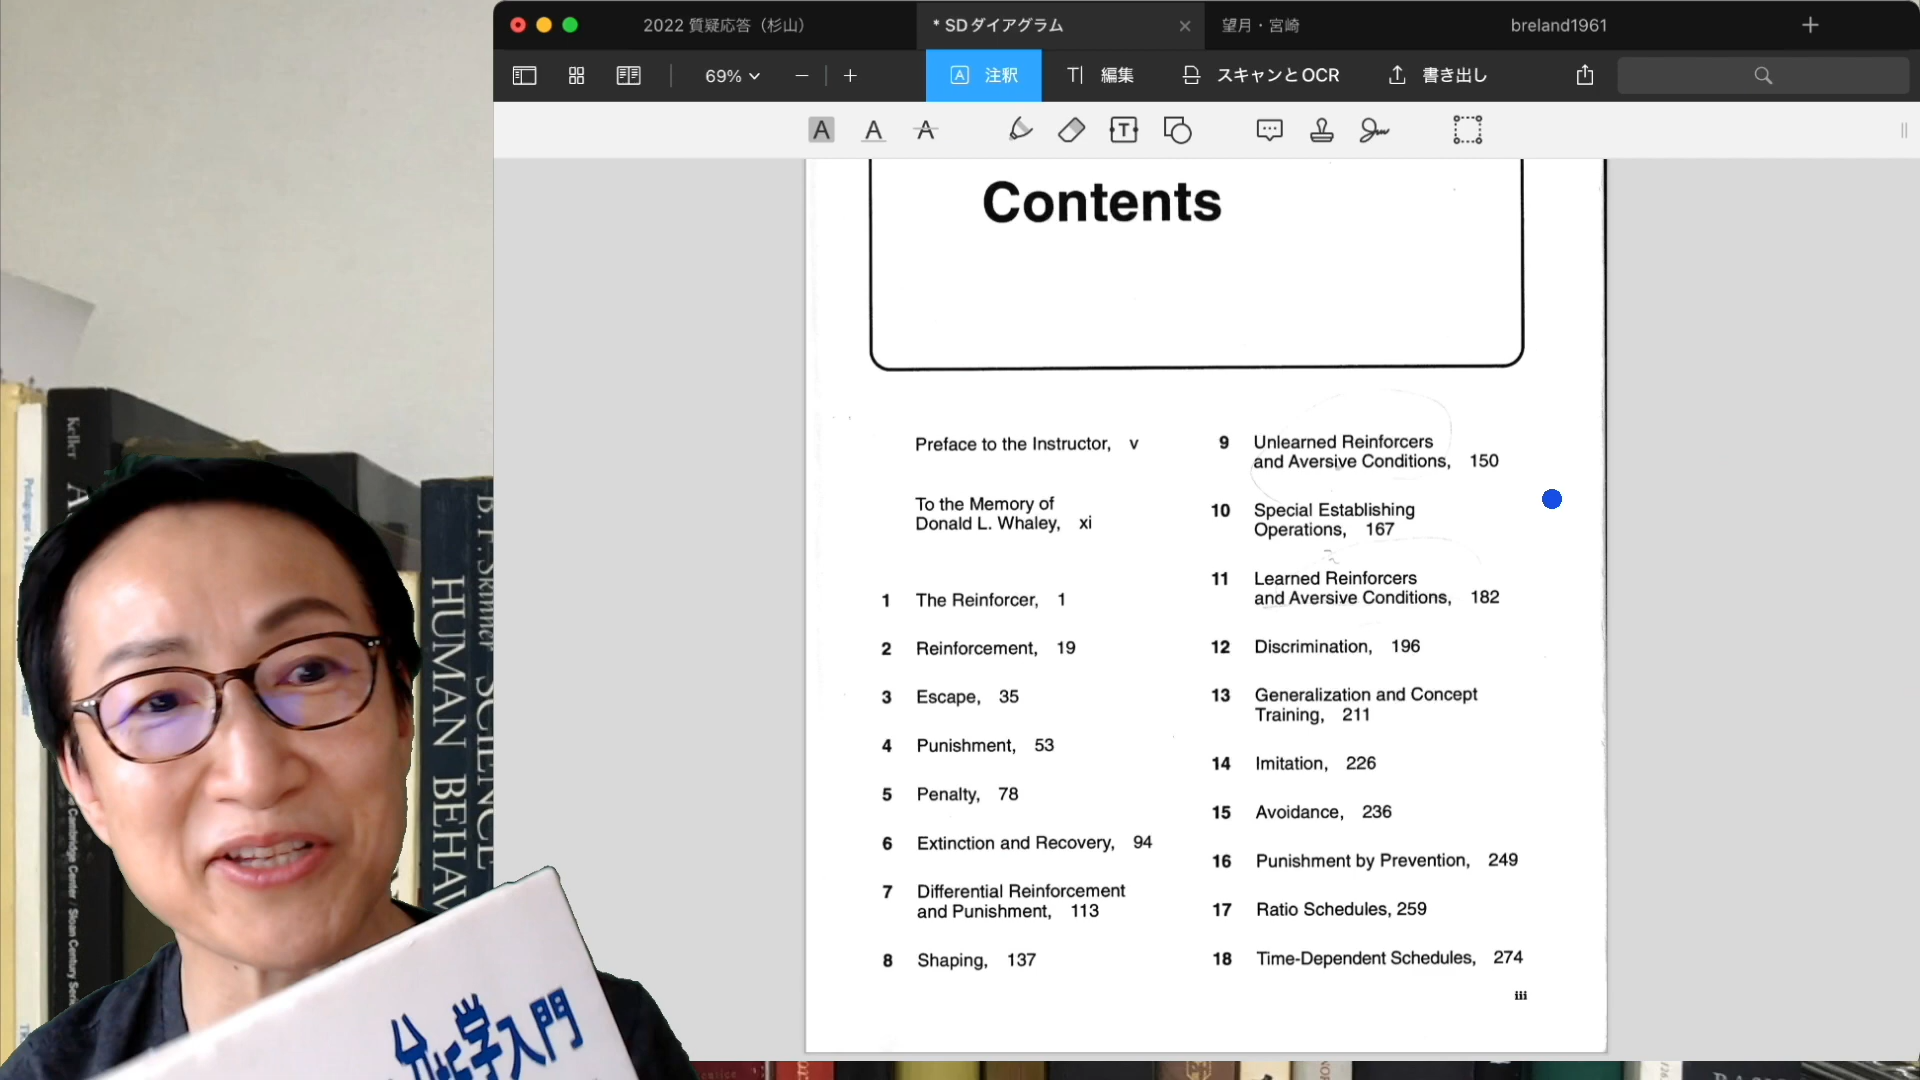 2022 質疑応答（杉山）
* SDダイアグラム
望月・宮崎
breland1961
69%
注釈
編集
スキャンとOCR
書き出し
Contents
Preface to the Instructor, v
To the Memory of
Donald L. Whaley, xi
1 The Reinforcer, 1
2 Reinforcement, 19
3 Escape, 35
4 Punishment, 53
5 Penalty, 78
6 Extinction and Recovery, 94
7 Differential Reinforcement
and Punishment, 113
8 Shaping, 137
9 Unlearned Reinforcers
and Aversive Conditions, 150
10 Special Establishing
Operations, 167
11 Learned Reinforcers
and Aversive Conditions, 182
12 Discrimination, 196
13 Generalization and Concept
Training, 211
14 Imitation, 226
15 Avoidance, 236
16 Punishment by Prevention, 249
17 Ratio Schedules, 259
18 Time-Dependent Schedules, 274
iii
Keller
B. F. Skinner
SCIENCE
HUMAN BEHAV
Cambridge Center / Sloan Century Seri
分析学入門